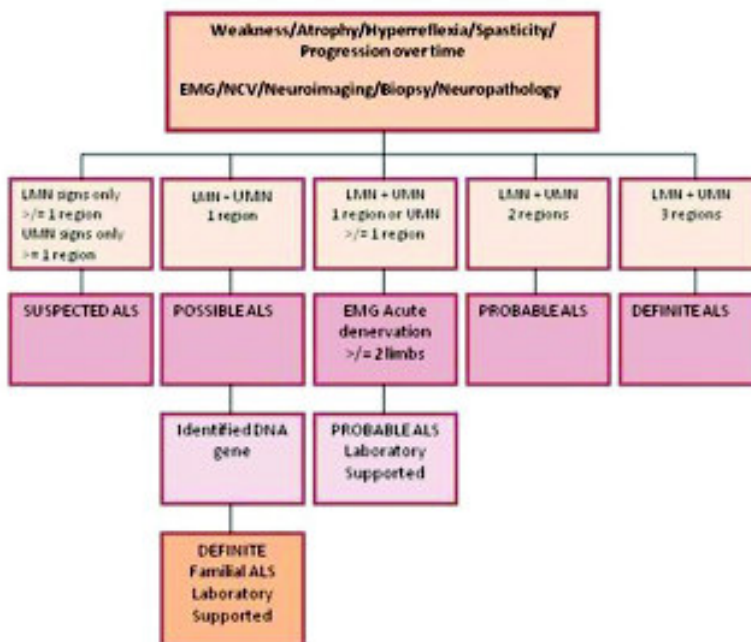 Weakness/Atrophy/Hyperreflexia/Spasticity/
Progression over time
EMG/NCV/Neuroimaging/Biopsy/Neuropathology
LMN signs only
>/= 1 region
UMN signs only
>= 1 region
LMN + UMN
1 region
LMN + UMN
1 region or UMN
>/= 1 region
LMN + UMN
2 regions
LMN + UMN
3 regions
SUSPECTED ALS
POSSIBLE ALS
EMG Acute
denervation
>/= 2 limbs
PROBABLE ALS
DEFINITE ALS
Identified DNA
gene
PROBABLE ALS
Laboratory
Supported
DEFINITE
Familial ALS
Laboratory
Supported